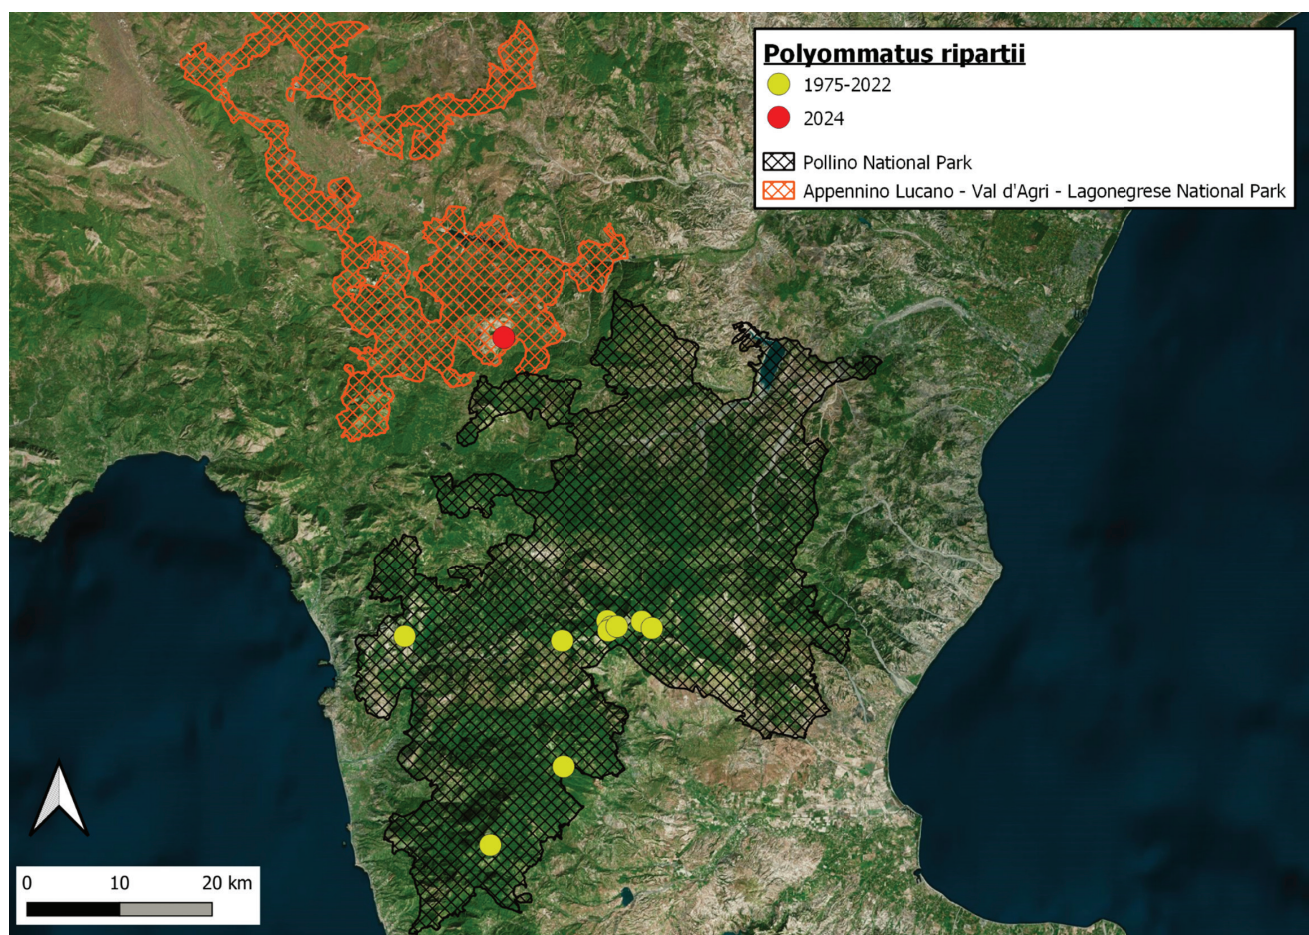 Polyommatus ripartii
1975-2022
2024
Pollino National Park
Appennino Lucano - Val d'Agri - Lagonegrese National Park
0 10 20 km